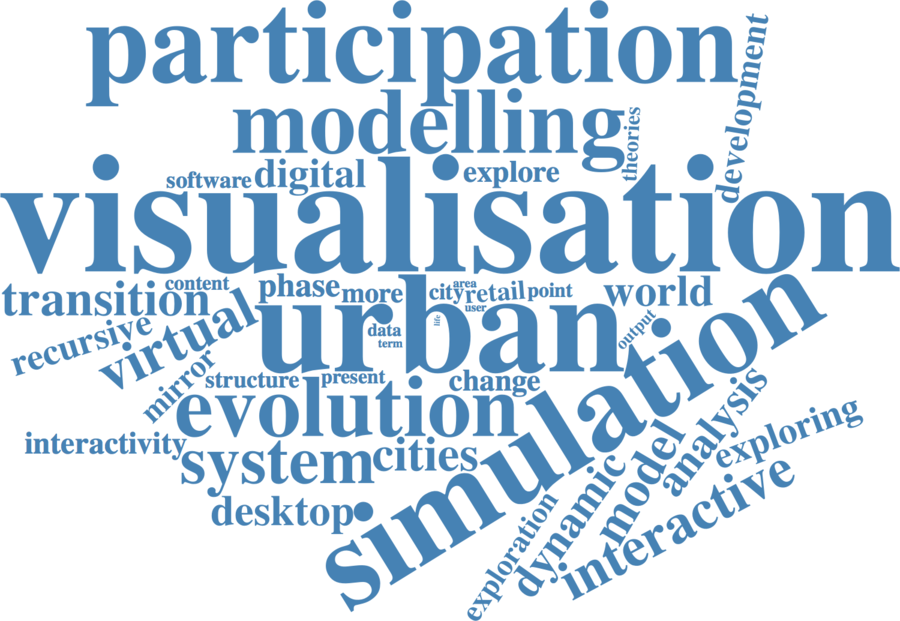 participation
development
modelling
theories
software
digital
explore
visualisation
transition
content
phase
more
city
area
retail
point
user
world
recursive
virtual
urban
data
term
life
output
simulation
mirror
structure
present
change
evolution
interactivity
system
cities
desktop
exploration
dynamic
model
analysis
exploring
interactive